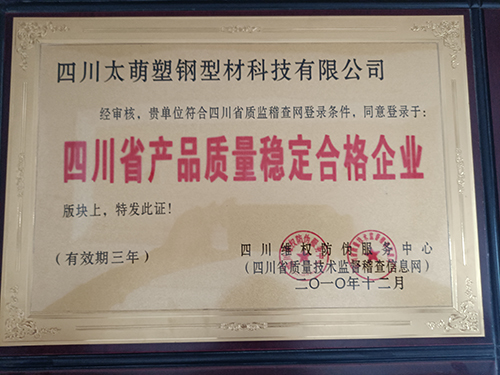 四川太萌塑钢型材科技有限公司
经审核，贵单位符合四川省质监稽查网登录条件，同意登录于：
四川省产品质量稳定合格企业
版块上，特发此证！
（有效期三年）
四川维权防伪服务中心
（四川省质量技术监督稽查信息网）
二〇一〇年十二月